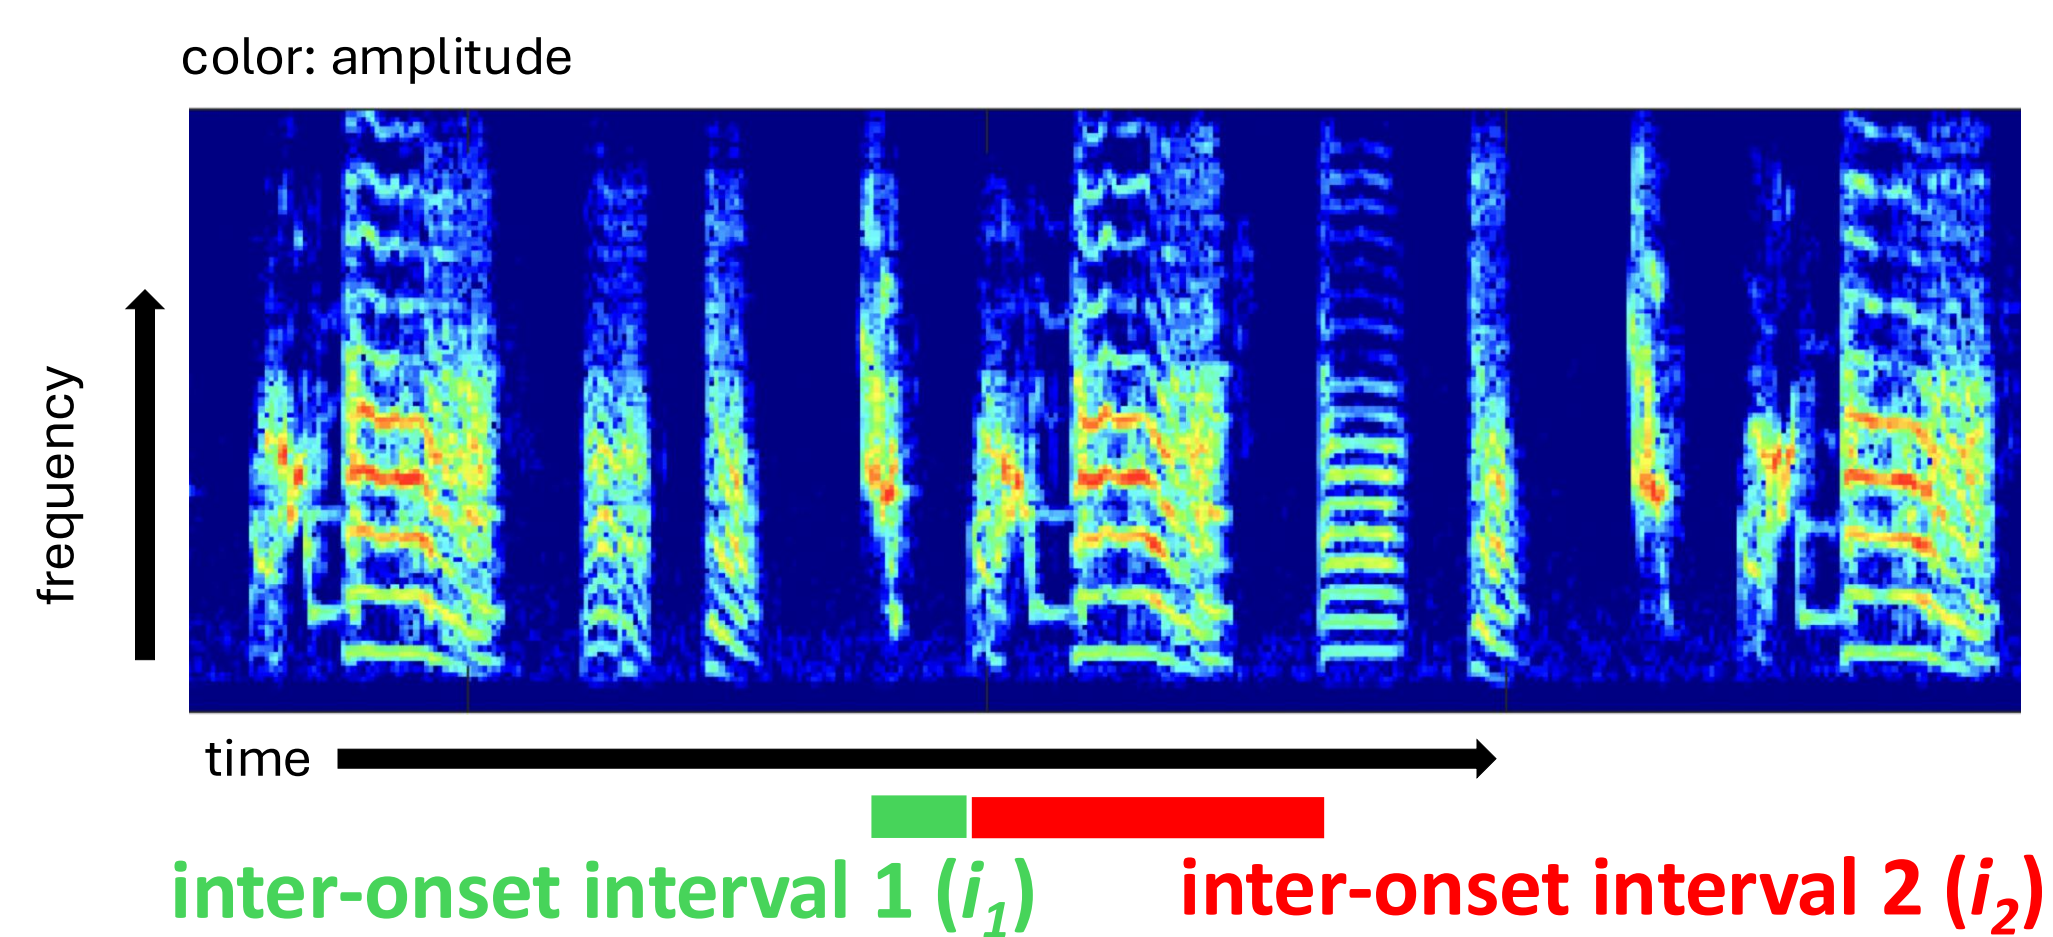 color: amplitude
frequency
time
inter-onset interval 1 (i₁)
inter-onset interval 2 (i₂)